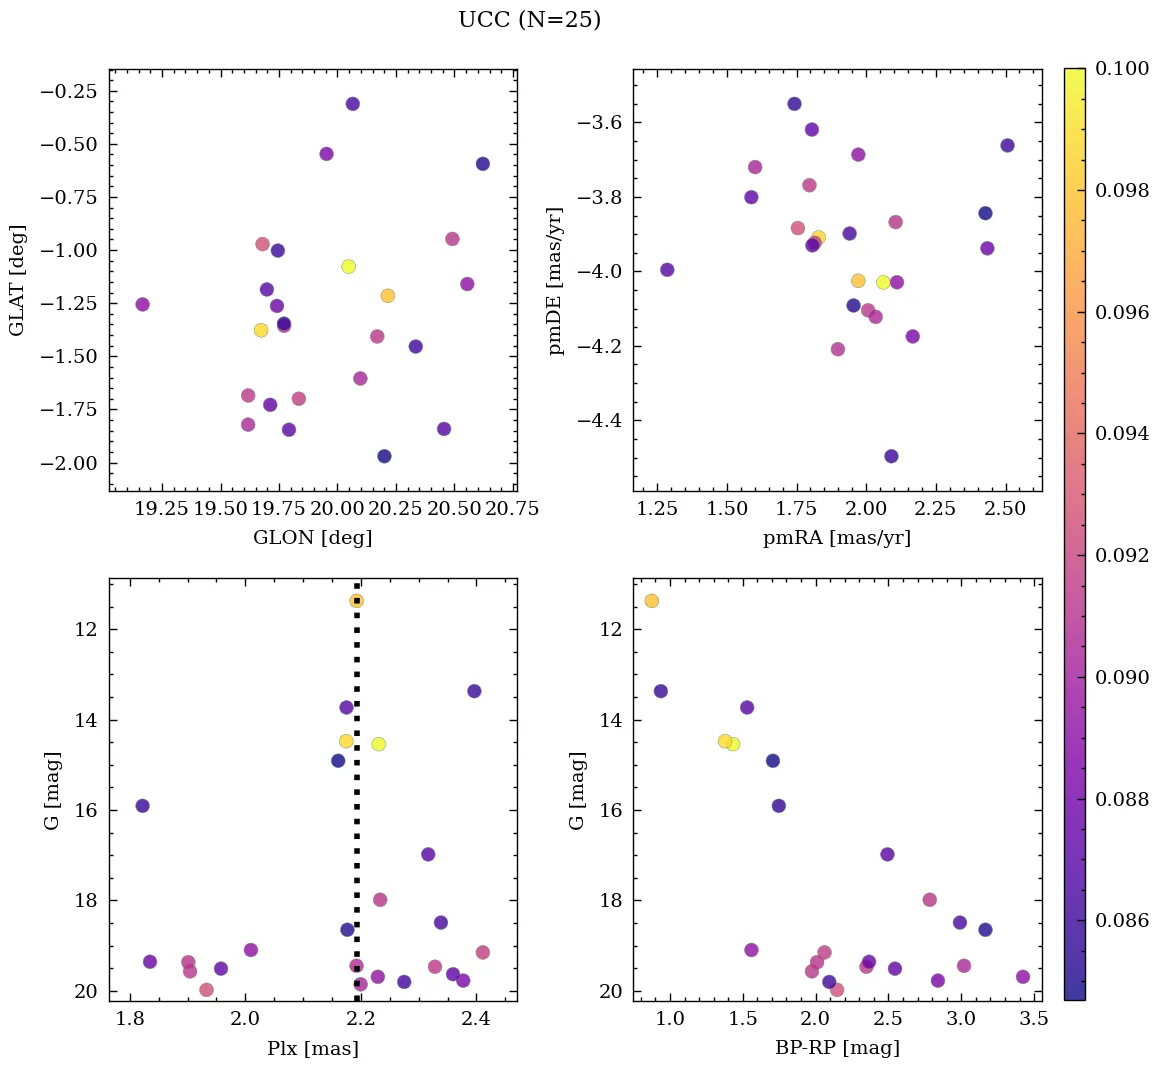 UCC (N=25)
−0.25
−0.50
−0.75
−1.00
−1.25
−1.50
−1.75
−2.00
GLAT [deg]
19.25 19.50 19.75 20.00 20.25 20.50 20.75
GLON [deg]
−3.6
−3.8
−4.0
−4.2
−4.4
pmDE [mas/yr]
1.25 1.50 1.75 2.00 2.25 2.50
pmRA [mas/yr]
12
14
16
18
20
G [mag]
1.8 2.0 2.2 2.4
Plx [mas]
12
14
16
18
20
G [mag]
1.0 1.5 2.0 2.5 3.0 3.5
BP-RP [mag]
0.100
0.098
0.096
0.094
0.092
0.090
0.088
0.086